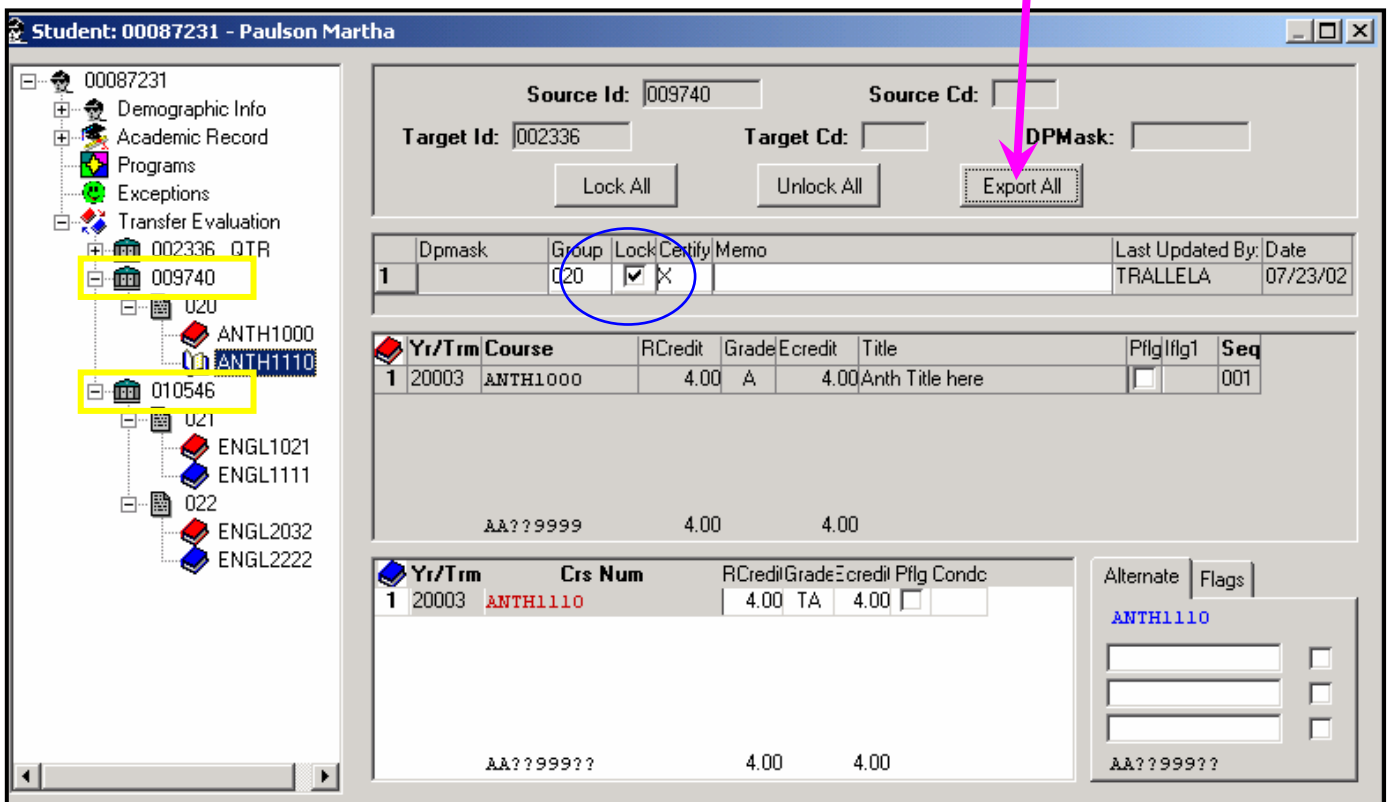 Student: 00087231 - Paulson Martha
00087231
Demographic Info
Academic Record
Programs
Exceptions
Transfer Evaluation
002336 QTR
009740
020
ANTH1000
ANTH1110
010546
021
ENGL1021
ENGL1111
022
ENGL2032
ENGL2222
Source Id: 009740 Source Cd:
Target Id: 002336 Target Cd: DPMask:
Lock All Unlock All Export All
Dpmask Group Lock Certify Memo Last Updated By: Date
1 020 X TRALLELA 07/23/02
Yr/Trm Course RCredit Grade Ecredit Title Pflg Iflg1 Seq
1 20003 ANTH1000 4.00 A 4.00 Anth Title here 001
AA??9999 4.00 4.00
Yr/Trm Crs Num RCredit Grade Ecredit Pflg Condc
1 20003 ANTH1110 4.00 TA 4.00
AA??999?? 4.00 4.00
Alternate Flags
ANTH1110
AA??999??